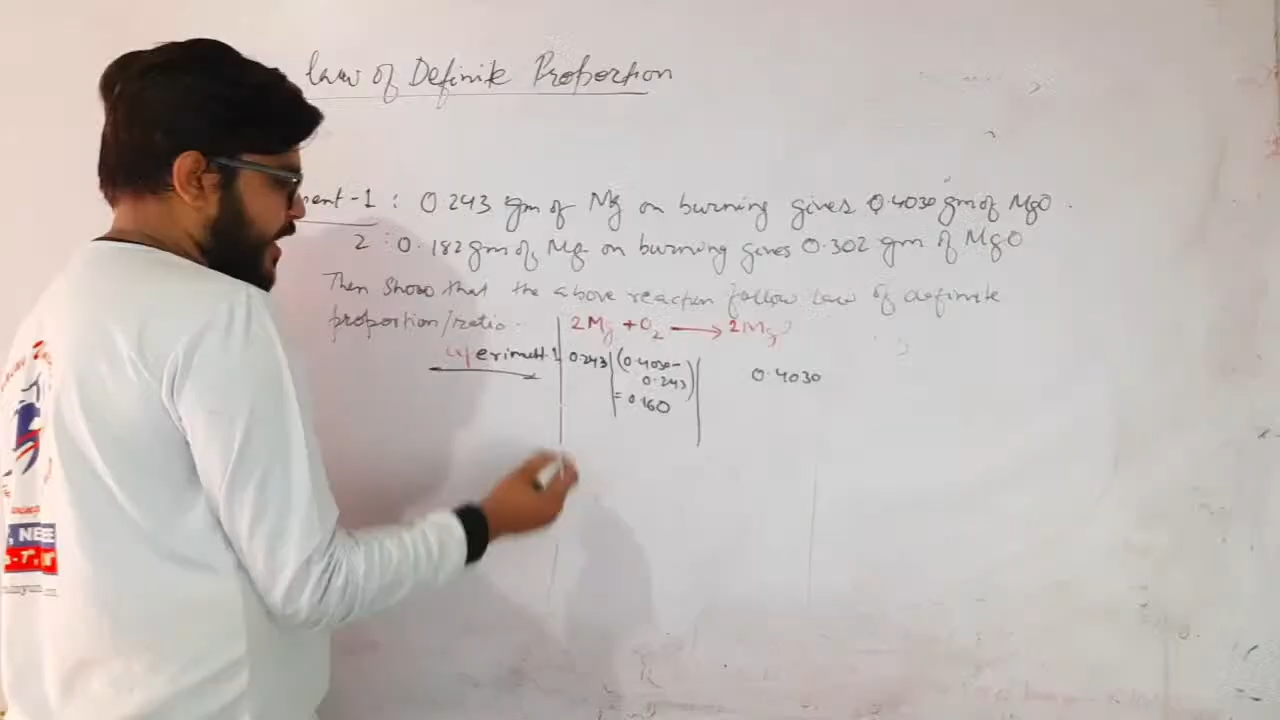 Law of Definite Proportion
ment-1 : 0.243 gm of Mg on burning gives 0.4030 gm of MgO.
2 : 0.182 gm of Mg on burning gives 0.302 gm of MgO
Then show that the above reaction follow law of definite
proportion/ratio.
2Mg + O2 → 2Mg
experiment-1 0.243 (0.4030-
0.243)
= 0.160
0.4030
, NEE